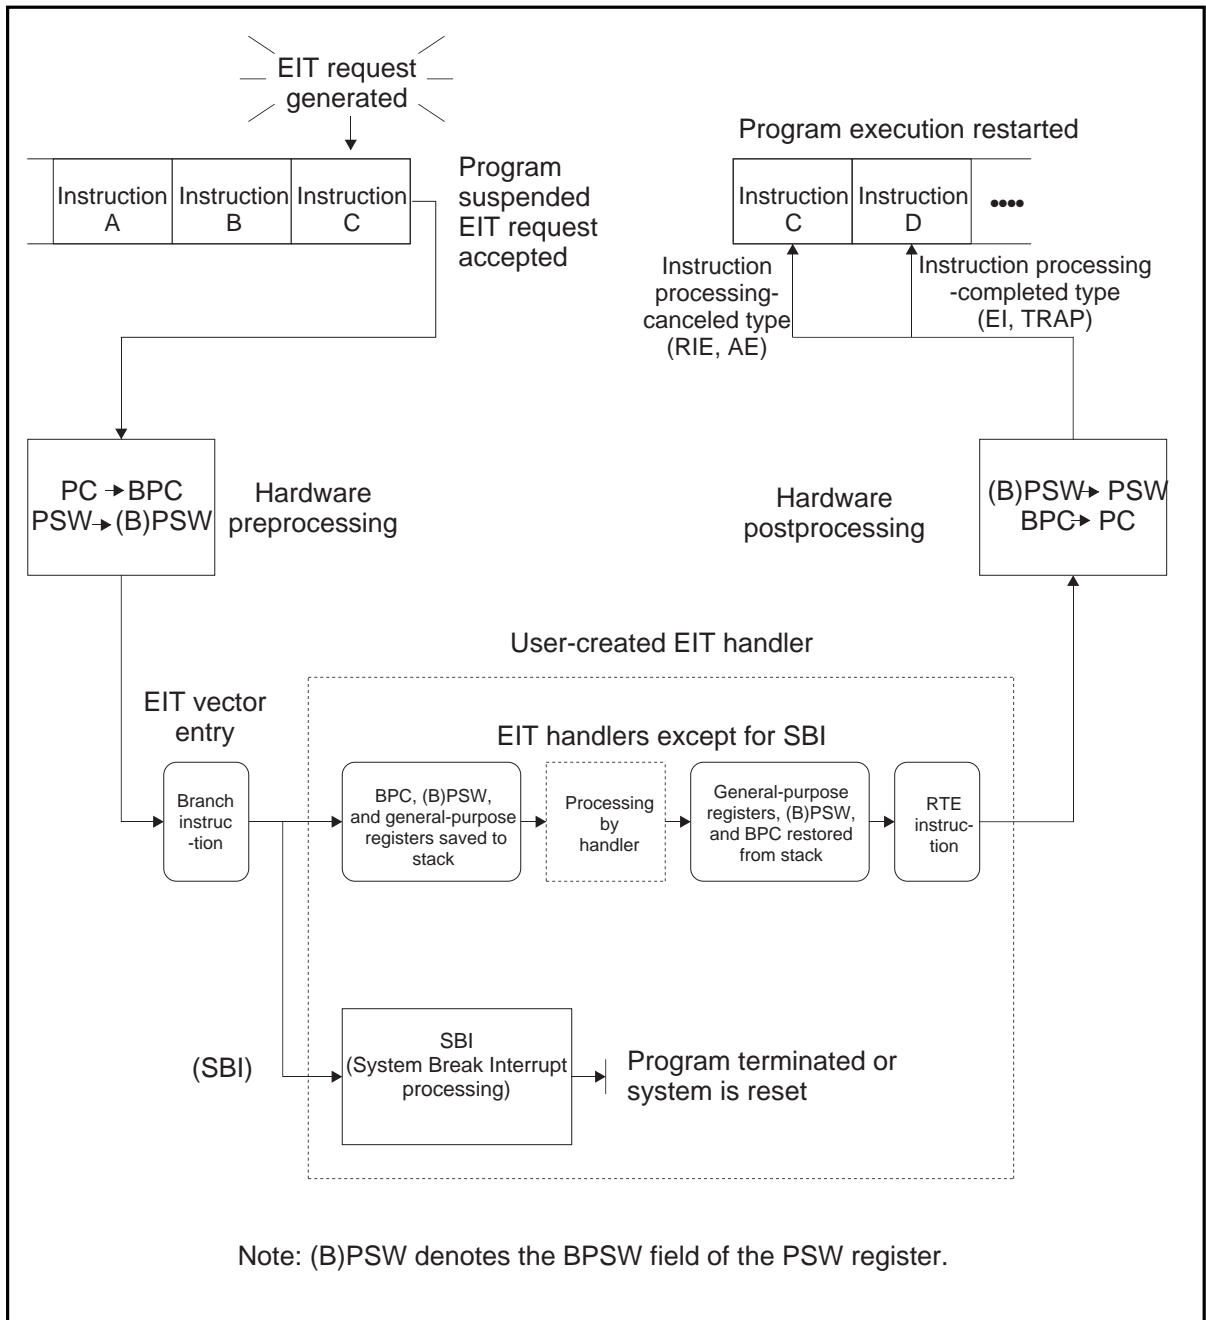 EIT request
generated
Instruction
A
Instruction
B
Instruction
C
Program
suspended
EIT request
accepted
Program execution restarted
Instruction
C
Instruction
D
••••
Instruction
processing-
canceled type
(RIE, AE)
Instruction processing
-completed type
(EI, TRAP)
PC → BPC
PSW → (B)PSW
Hardware
preprocessing
Hardware
postprocessing
(B)PSW → PSW
BPC → PC
User-created EIT handler
EIT vector
entry
EIT handlers except for SBI
Branch
instruc
-tion
BPC, (B)PSW,
and general-purpose
registers saved to
stack
Processing
by
handler
General-purpose
registers, (B)PSW,
and BPC restored
from stack
RTE
instruc-
tion
(SBI)
SBI
(System Break Interrupt
processing)
Program terminated or
system is reset
Note: (B)PSW denotes the BPSW field of the PSW register.